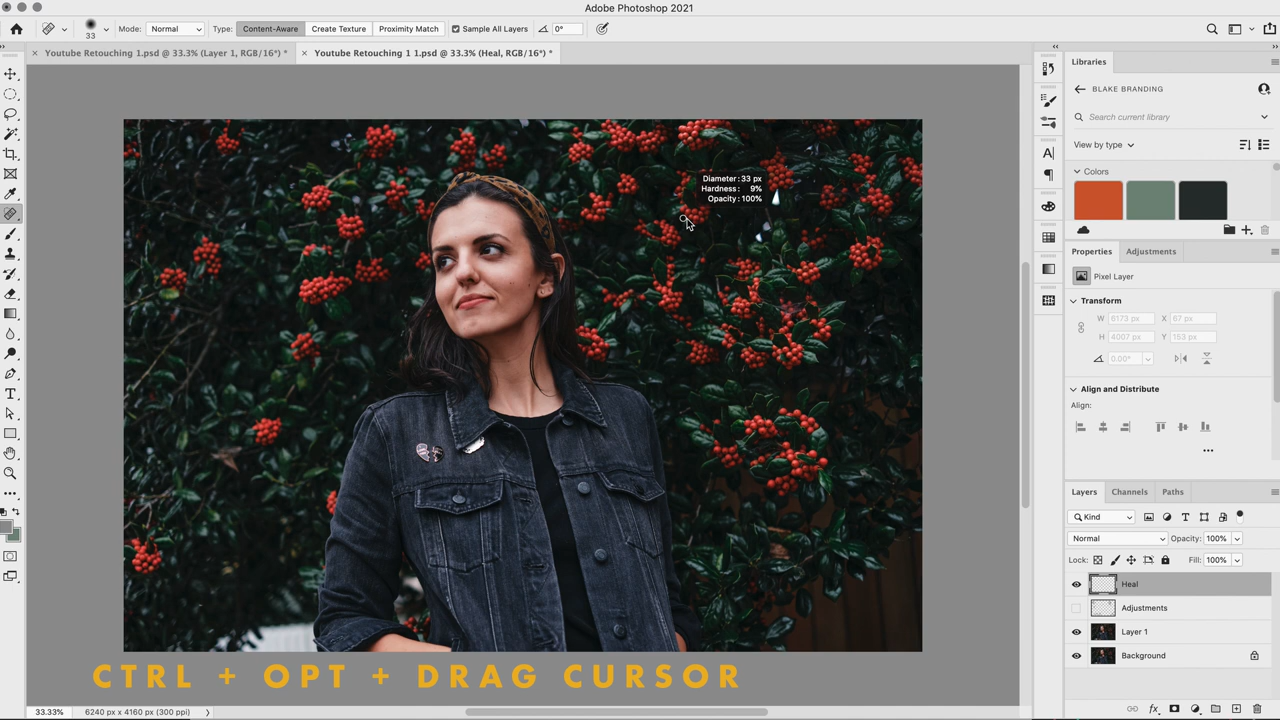 Adobe Photoshop 2021
33
Mode: Normal
Type: Content-Aware Create Texture Proximity Match
Sample All Layers
0°
Youtube Retouching 1.psd @ 33.3% (Layer 1, RGB/16*) *
Youtube Retouching 1 1.psd @ 33.3% (Heal, RGB/16*) *
Diameter: 33 px
Hardness: 9%
Opacity: 100%
Libraries
BLAKE BRANDING
Search current library
View by type
Colors
Properties Adjustments
Pixel Layer
Transform
W 6173 px X 67 px
H 4007 px Y 153 px
0.00°
Align and Distribute
Align:
Layers Channels Paths
Kind
Normal Opacity: 100%
Lock: Fill: 100%
Heal
Adjustments
Layer 1
Background
CTRL + OPT + DRAG CURSOR
33.33% 6240 px x 4160 px (300 ppi)